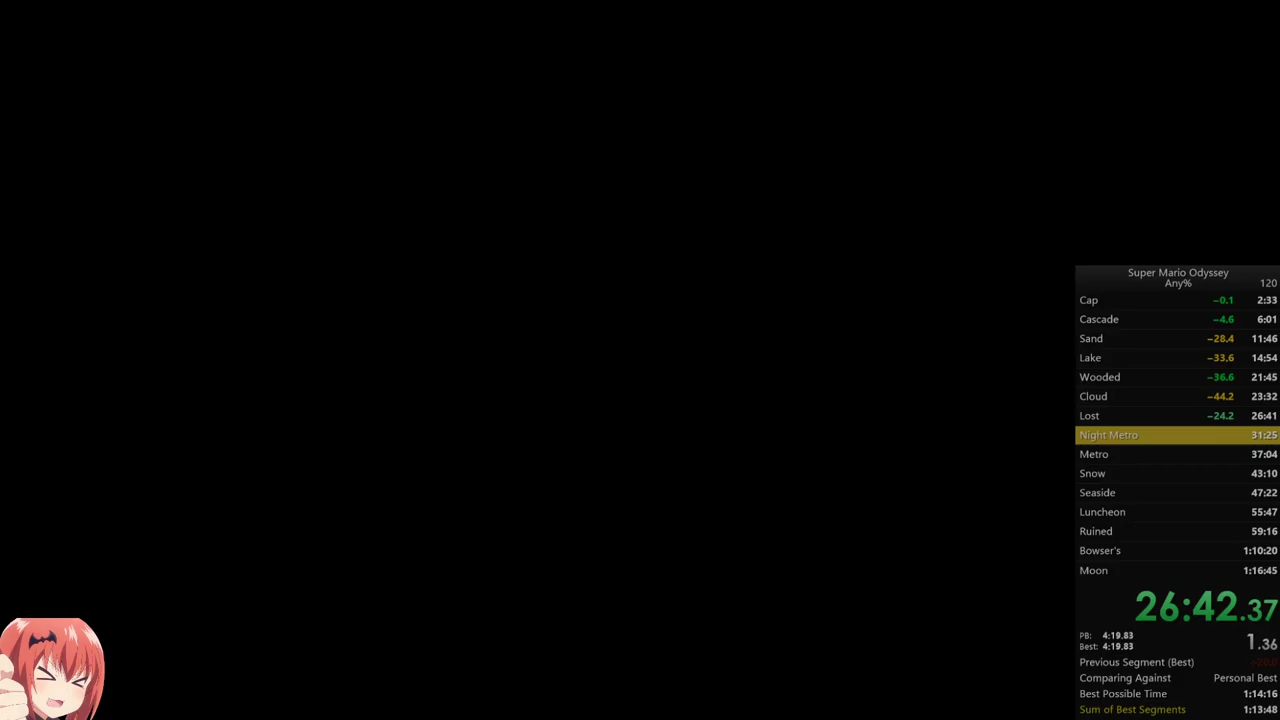 Super Mario Odyssey
Any% 120
Cap −0.1 2:33
Cascade −4.6 6:01
Sand −28.4 11:46
Lake −33.6 14:54
Wooded −36.6 21:45
Cloud −44.2 23:32
Lost −24.2 26:41
Night Metro 31:25
Metro 37:04
Snow 43:10
Seaside 47:22
Luncheon 55:47
Ruined 59:16
Bowser's 1:10:20
Moon 1:16:45
26:42.37
PB: 4:19.83
Best: 4:19.83
1.36
Previous Segment (Best)
Comparing Against Personal Best
Best Possible Time 1:14:16
Sum of Best Segments 1:13:48